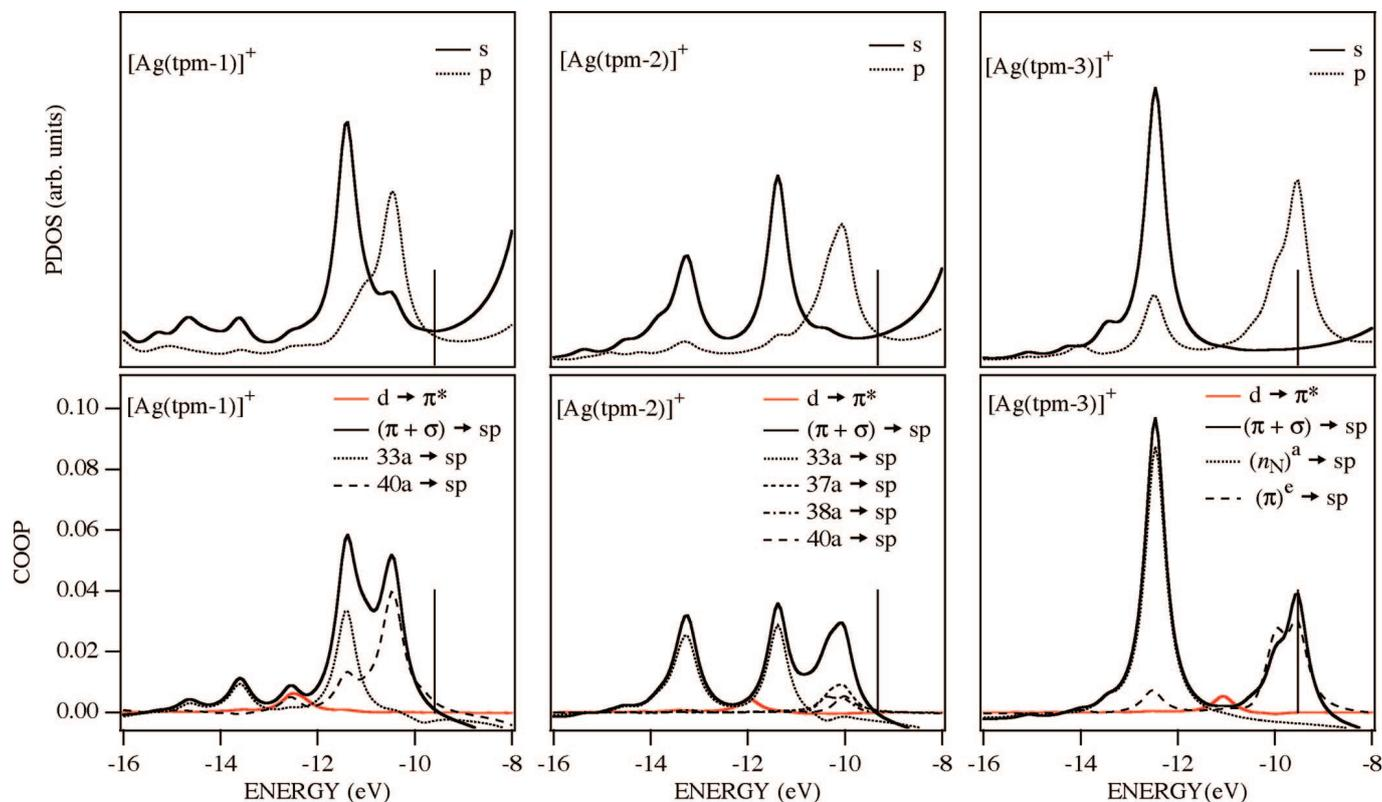 [Ag(tpm-1)]+
s
p
[Ag(tpm-2)]+
s
p
[Ag(tpm-3)]+
s
p
PDOS (arb. units)
[Ag(tpm-1)]+
d → π*
(π + σ) → sp
33a → sp
40a → sp
[Ag(tpm-2)]+
d → π*
(π + σ) → sp
33a → sp
37a → sp
38a → sp
40a → sp
[Ag(tpm-3)]+
d → π*
(π + σ) → sp
(nN)a → sp
(π)e → sp
COOP
0.10
0.08
0.06
0.04
0.02
0.00
-16 -14 -12 -10 -8
-16 -14 -12 -10 -8
-16 -14 -12 -10 -8
ENERGY (eV)
ENERGY (eV)
ENERGY(eV)